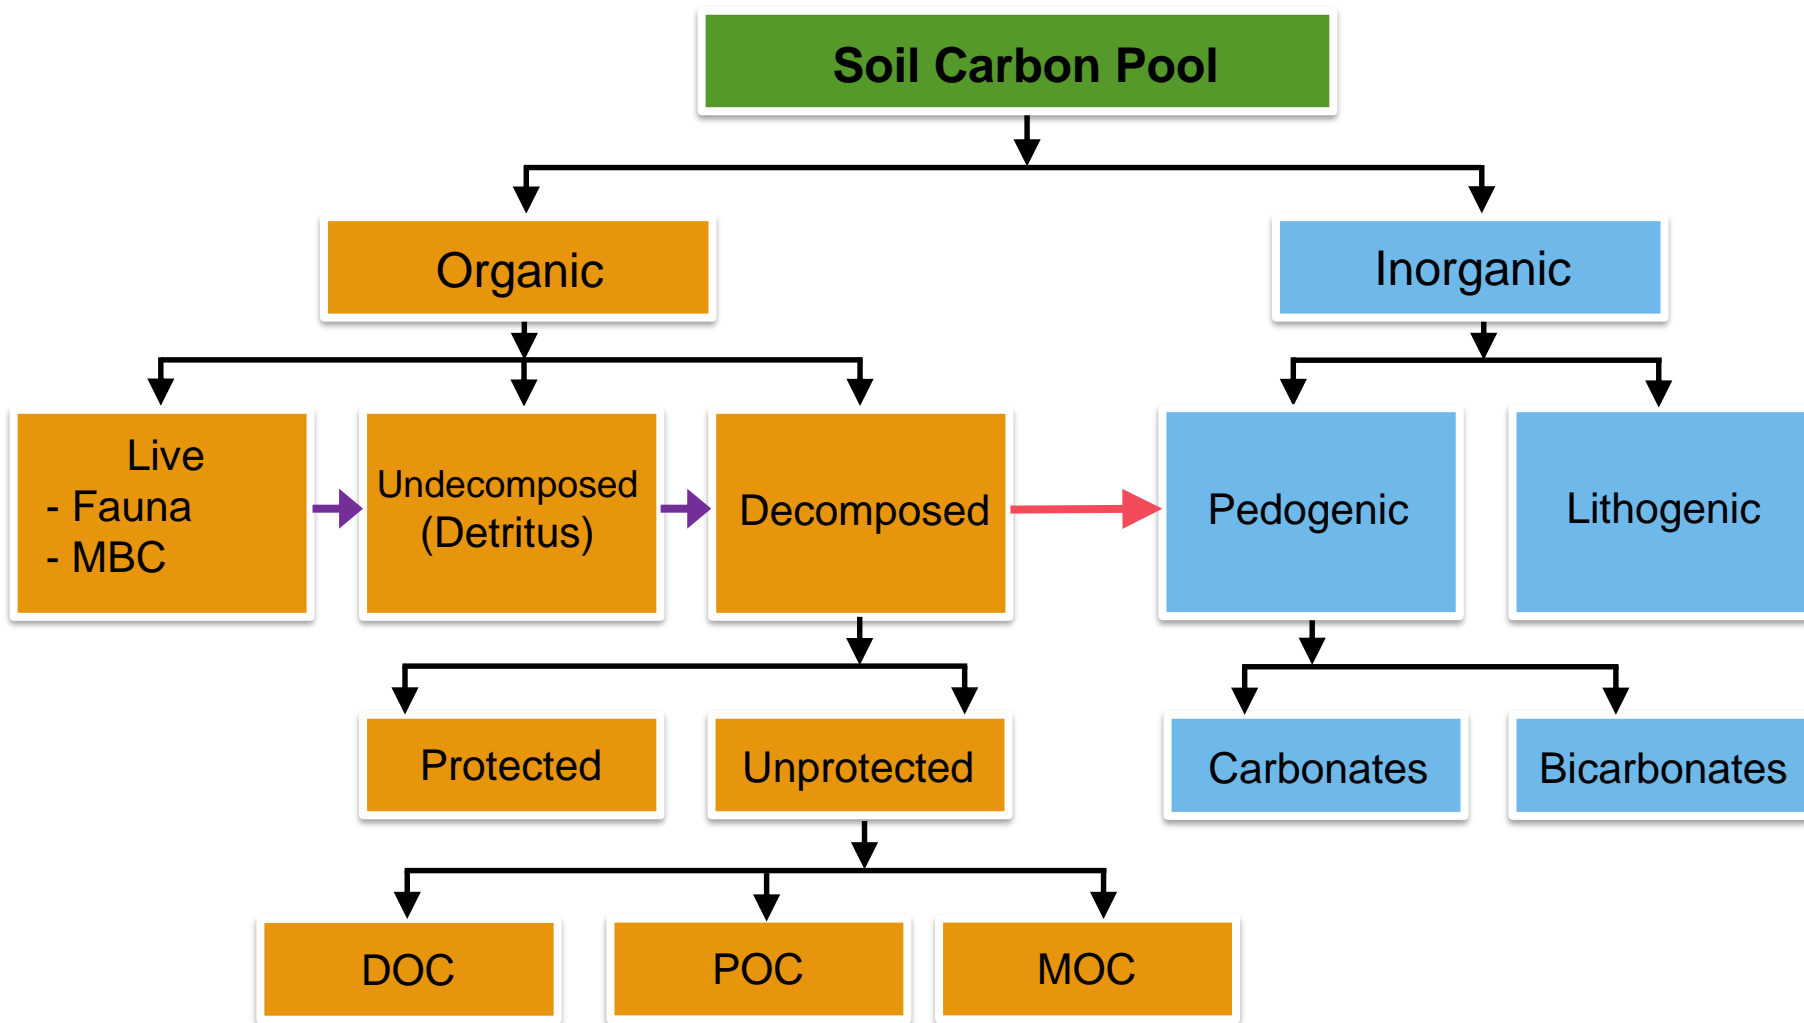 Soil Carbon Pool
Organic
Inorganic
Live
- Fauna
- MBC
Undecomposed
(Detritus)
Decomposed
Pedogenic
Lithogenic
Protected
Unprotected
Carbonates
Bicarbonates
DOC
POC
MOC